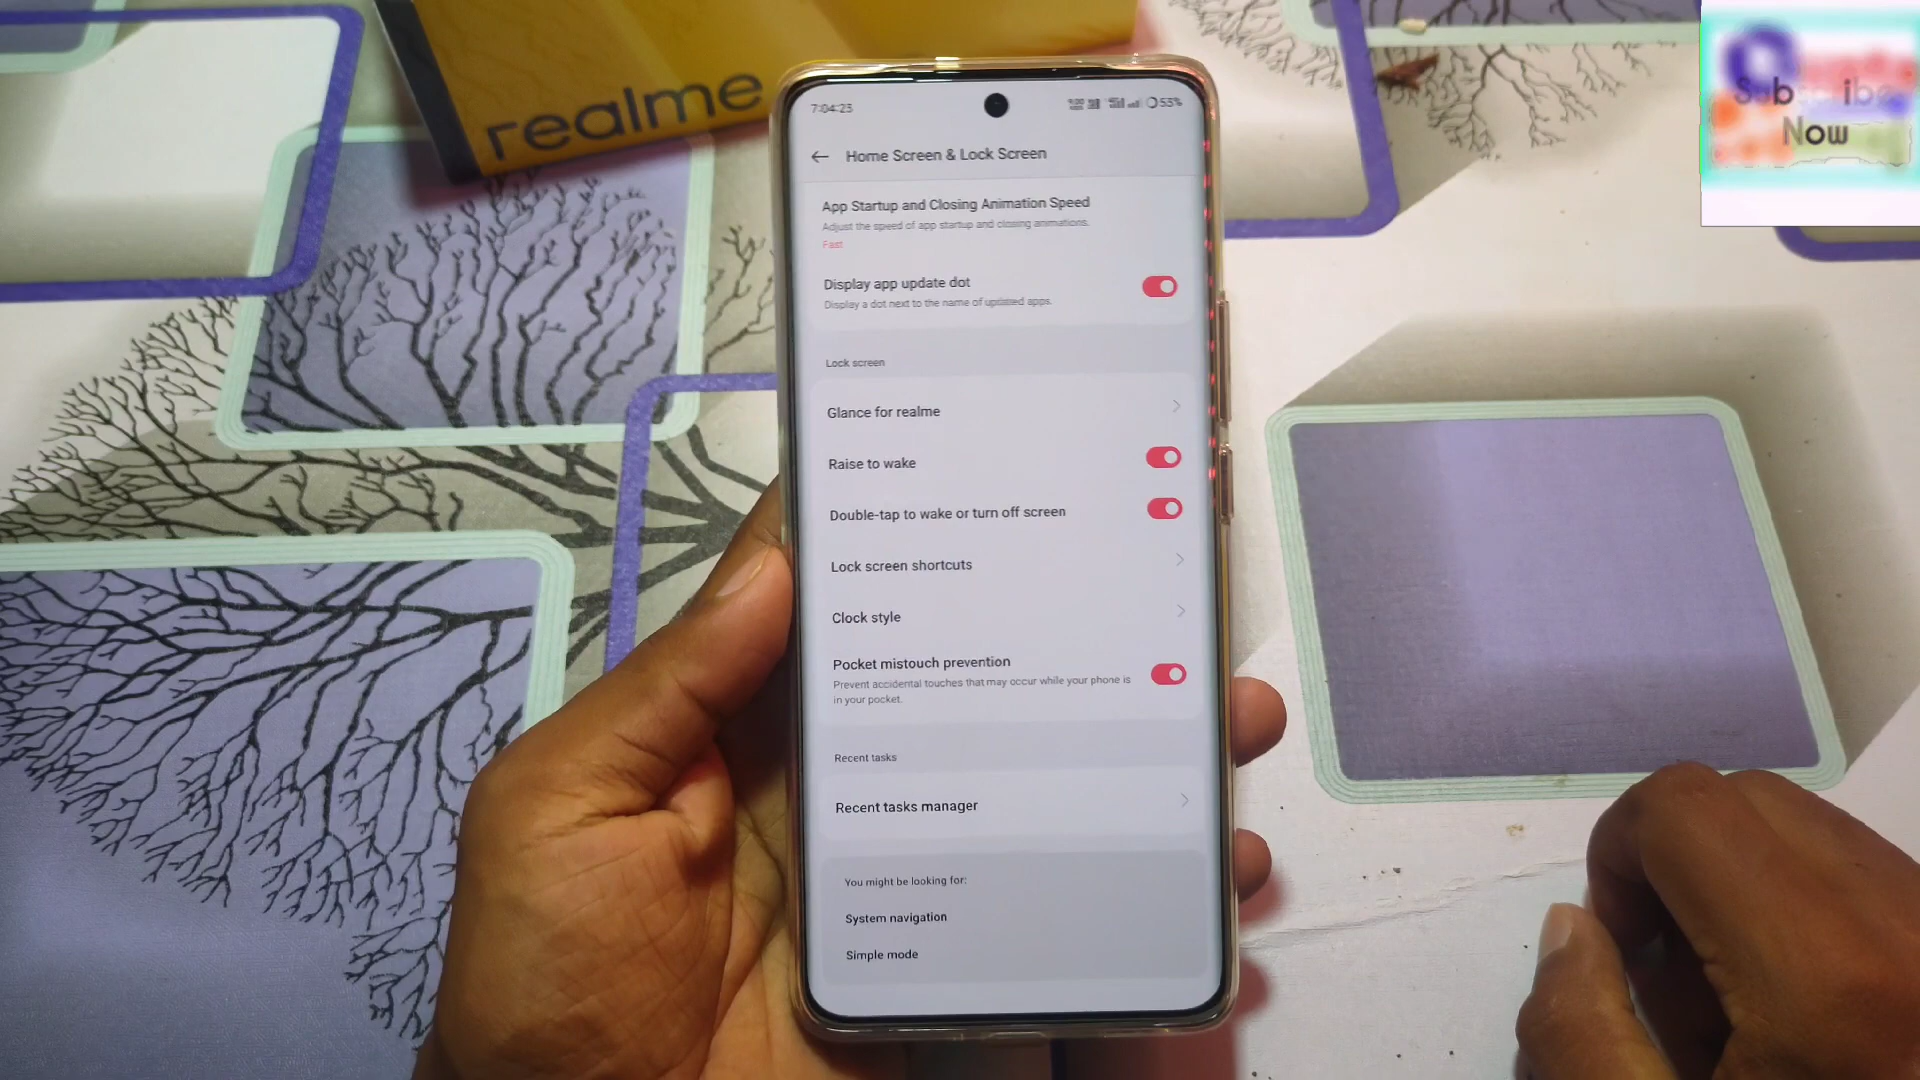 realme
7:04:23
53%
Home Screen & Lock Screen
App Startup and Closing Animation Speed
Adjust the speed of app startup and closing animations.
Fast
Display app update dot
Display a dot next to the name of updated apps.
Lock screen
Glance for realme
Raise to wake
Double-tap to wake or turn off screen
Lock screen shortcuts
Clock style
Pocket mistouch prevention
Prevent accidental touches that may occur while your phone is
in your pocket.
Recent tasks
Recent tasks manager
You might be looking for:
System navigation
Simple mode
Now